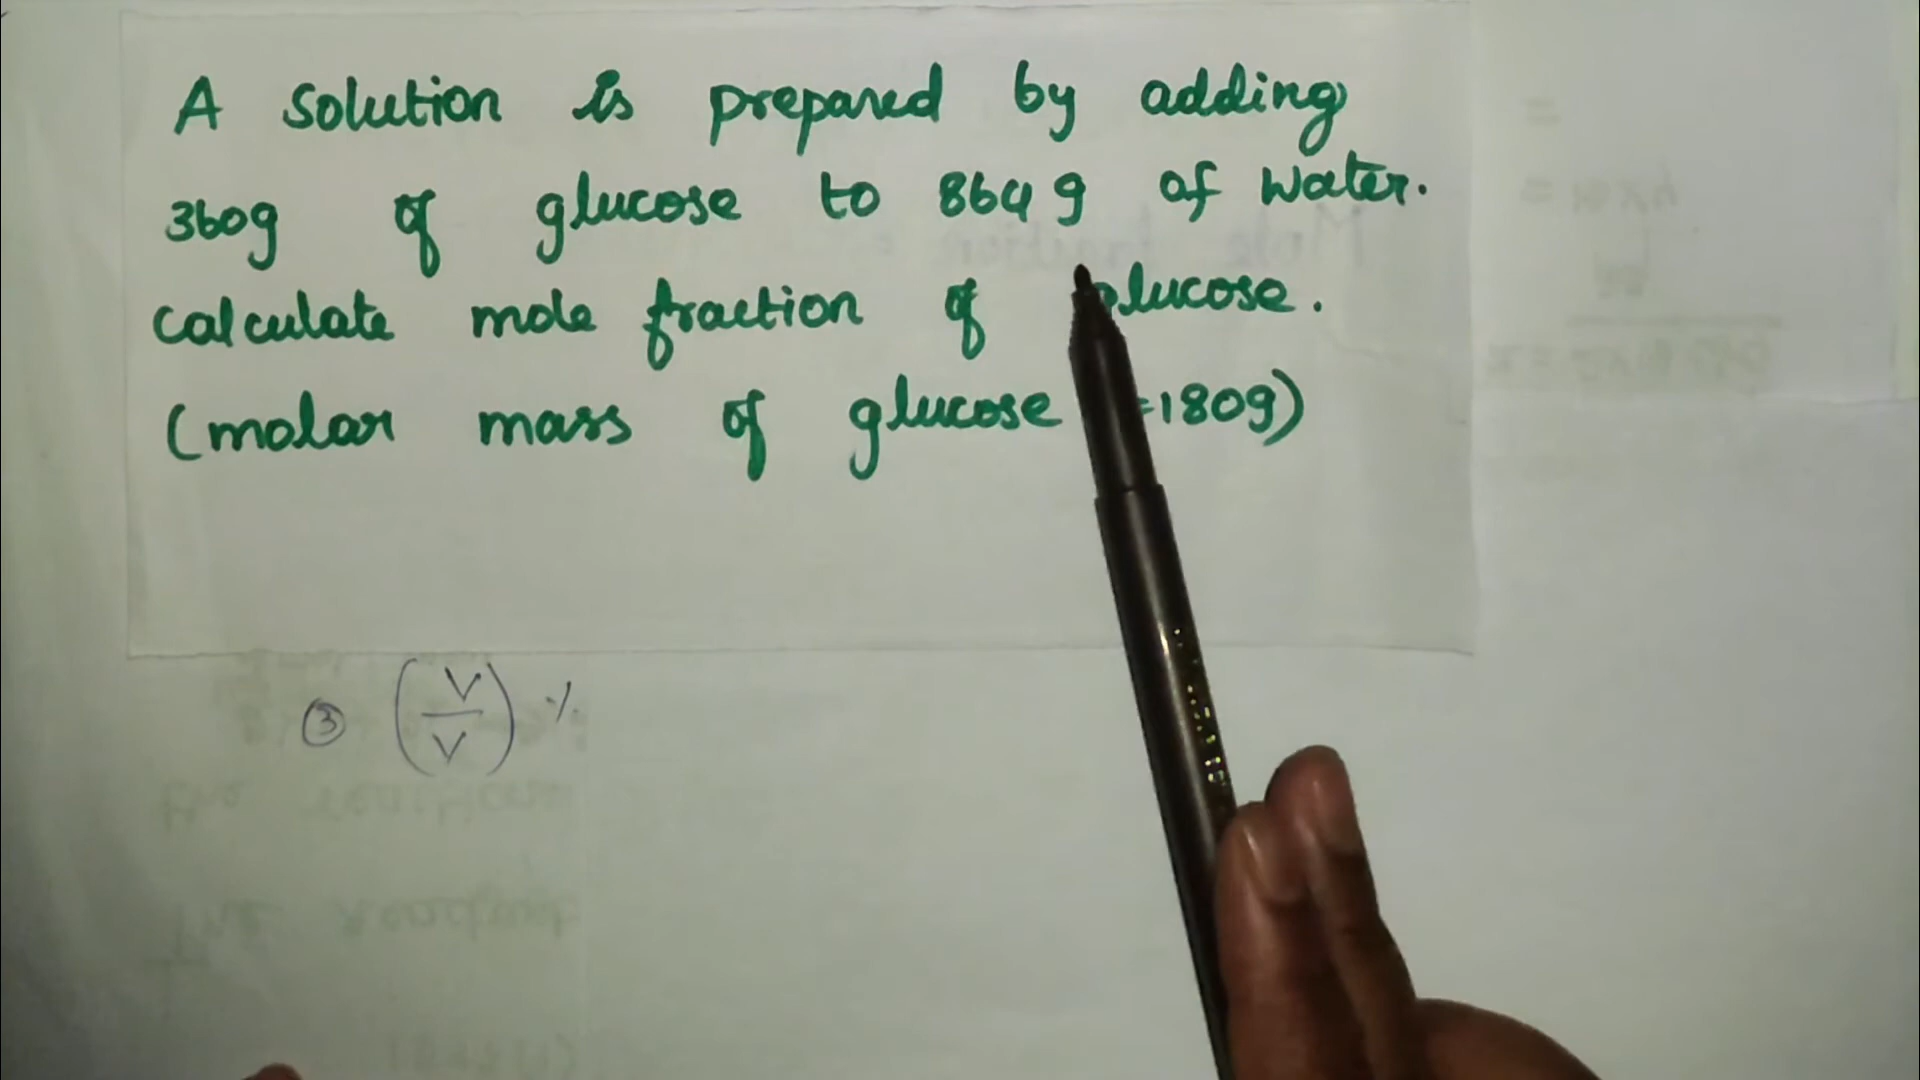 A solution is prepared by adding
360g of glucose to 864 g of water.
calculate mole fraction of glucose.
(molar mass of glucose =180g)
③ (V/V) %